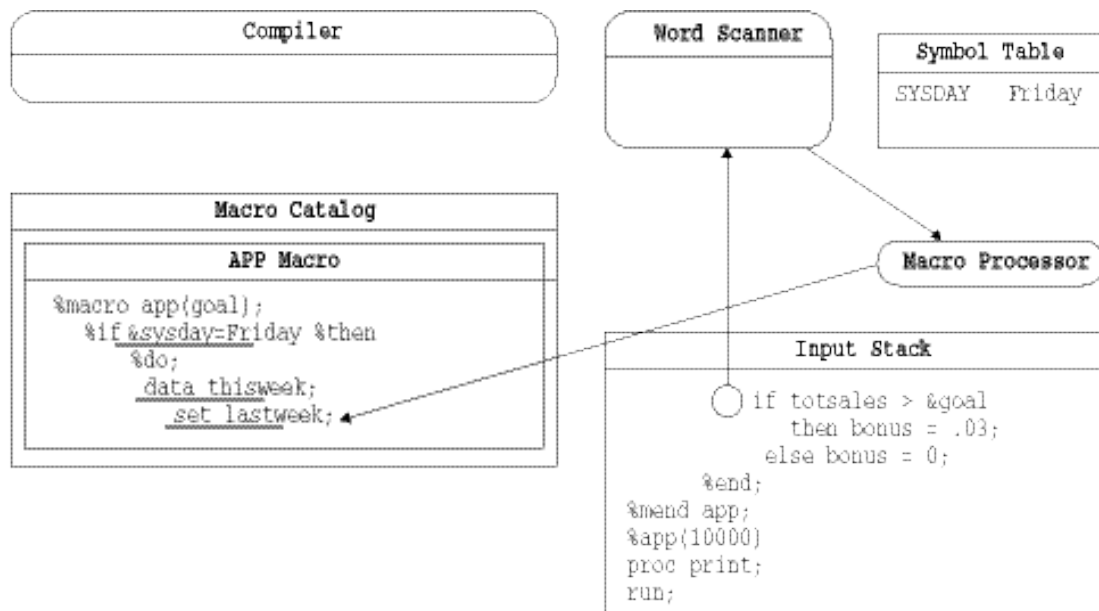 Compiler
Word Scanner
Symbol Table
SYSDAY Friday
Macro Catalog
APP Macro
%macro app(goal);
%if &sysday=Friday %then
%do;
data thisweek;
set lastweek;
Macro Processor
Input Stack
if totsales > &goal
then bonus = .03;
else bonus = 0;
%end;
%mend app;
%app(10000)
proc print;
run;